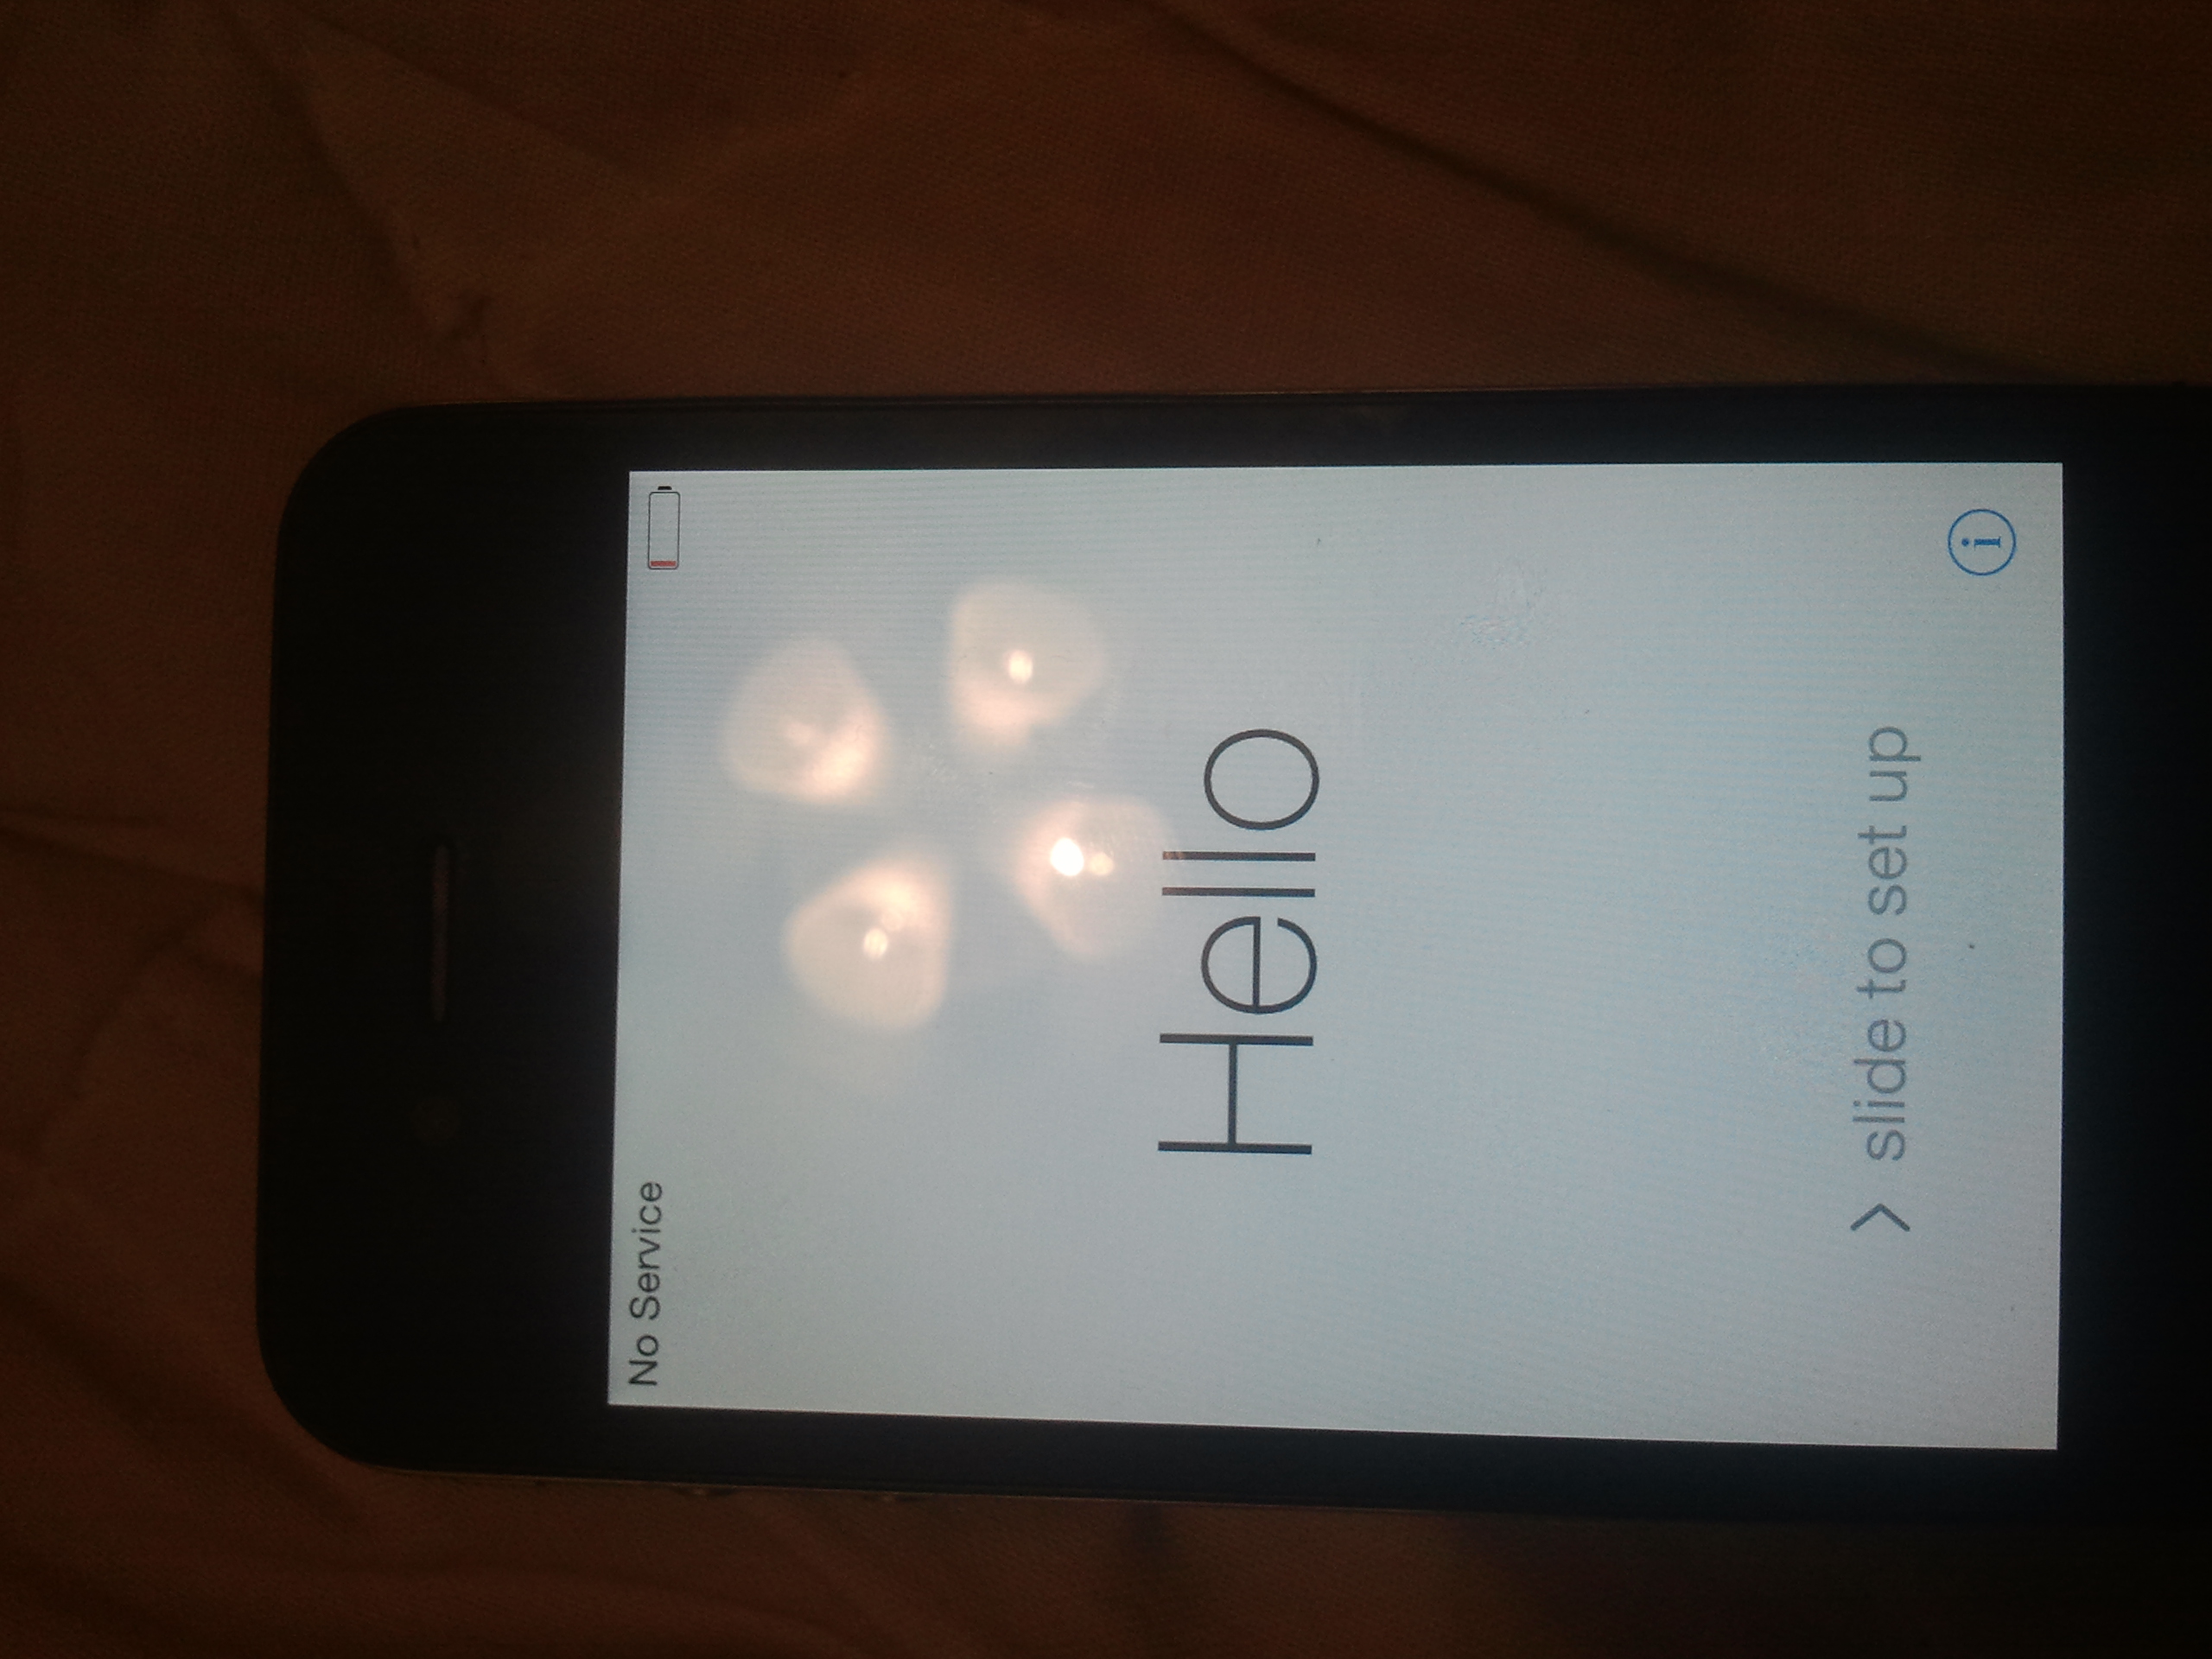 No Service
Hello
> slide to set up
i